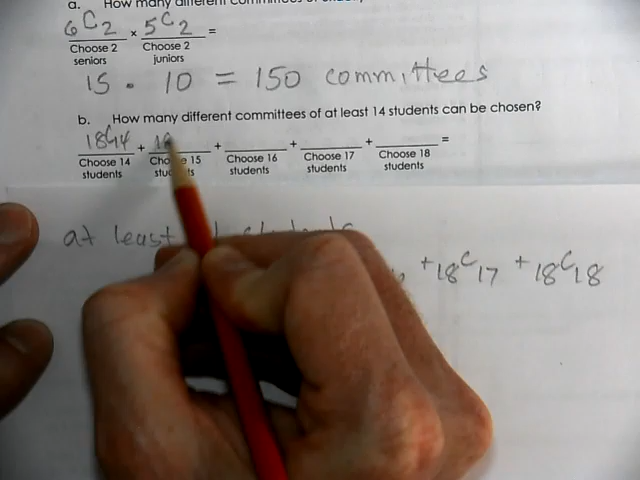 a. How many different committees of
6C2 × 5C2 =
Choose 2 seniors Choose 2 juniors
15 · 10 = 150 committees
b. How many different committees of at least 14 students can be chosen?
18C14 + 18 + + + =
Choose 14 students Choose 15 students Choose 16 students Choose 17 students Choose 18 students
at least
+ 18C17 + 18C18